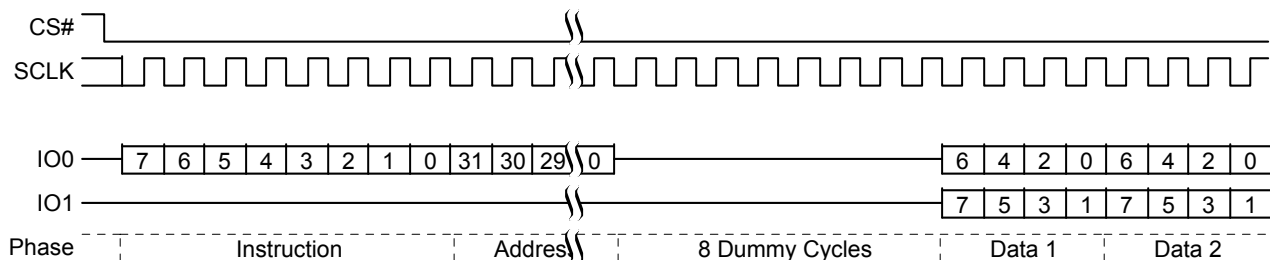 CS#
SCLK
IO0 7 6 5 4 3 2 1 0 31 30 29 0 6 4 2 0 6 4 2 0
IO1 7 5 3 1 7 5 3 1
Phase Instruction Address 8 Dummy Cycles Data 1 Data 2